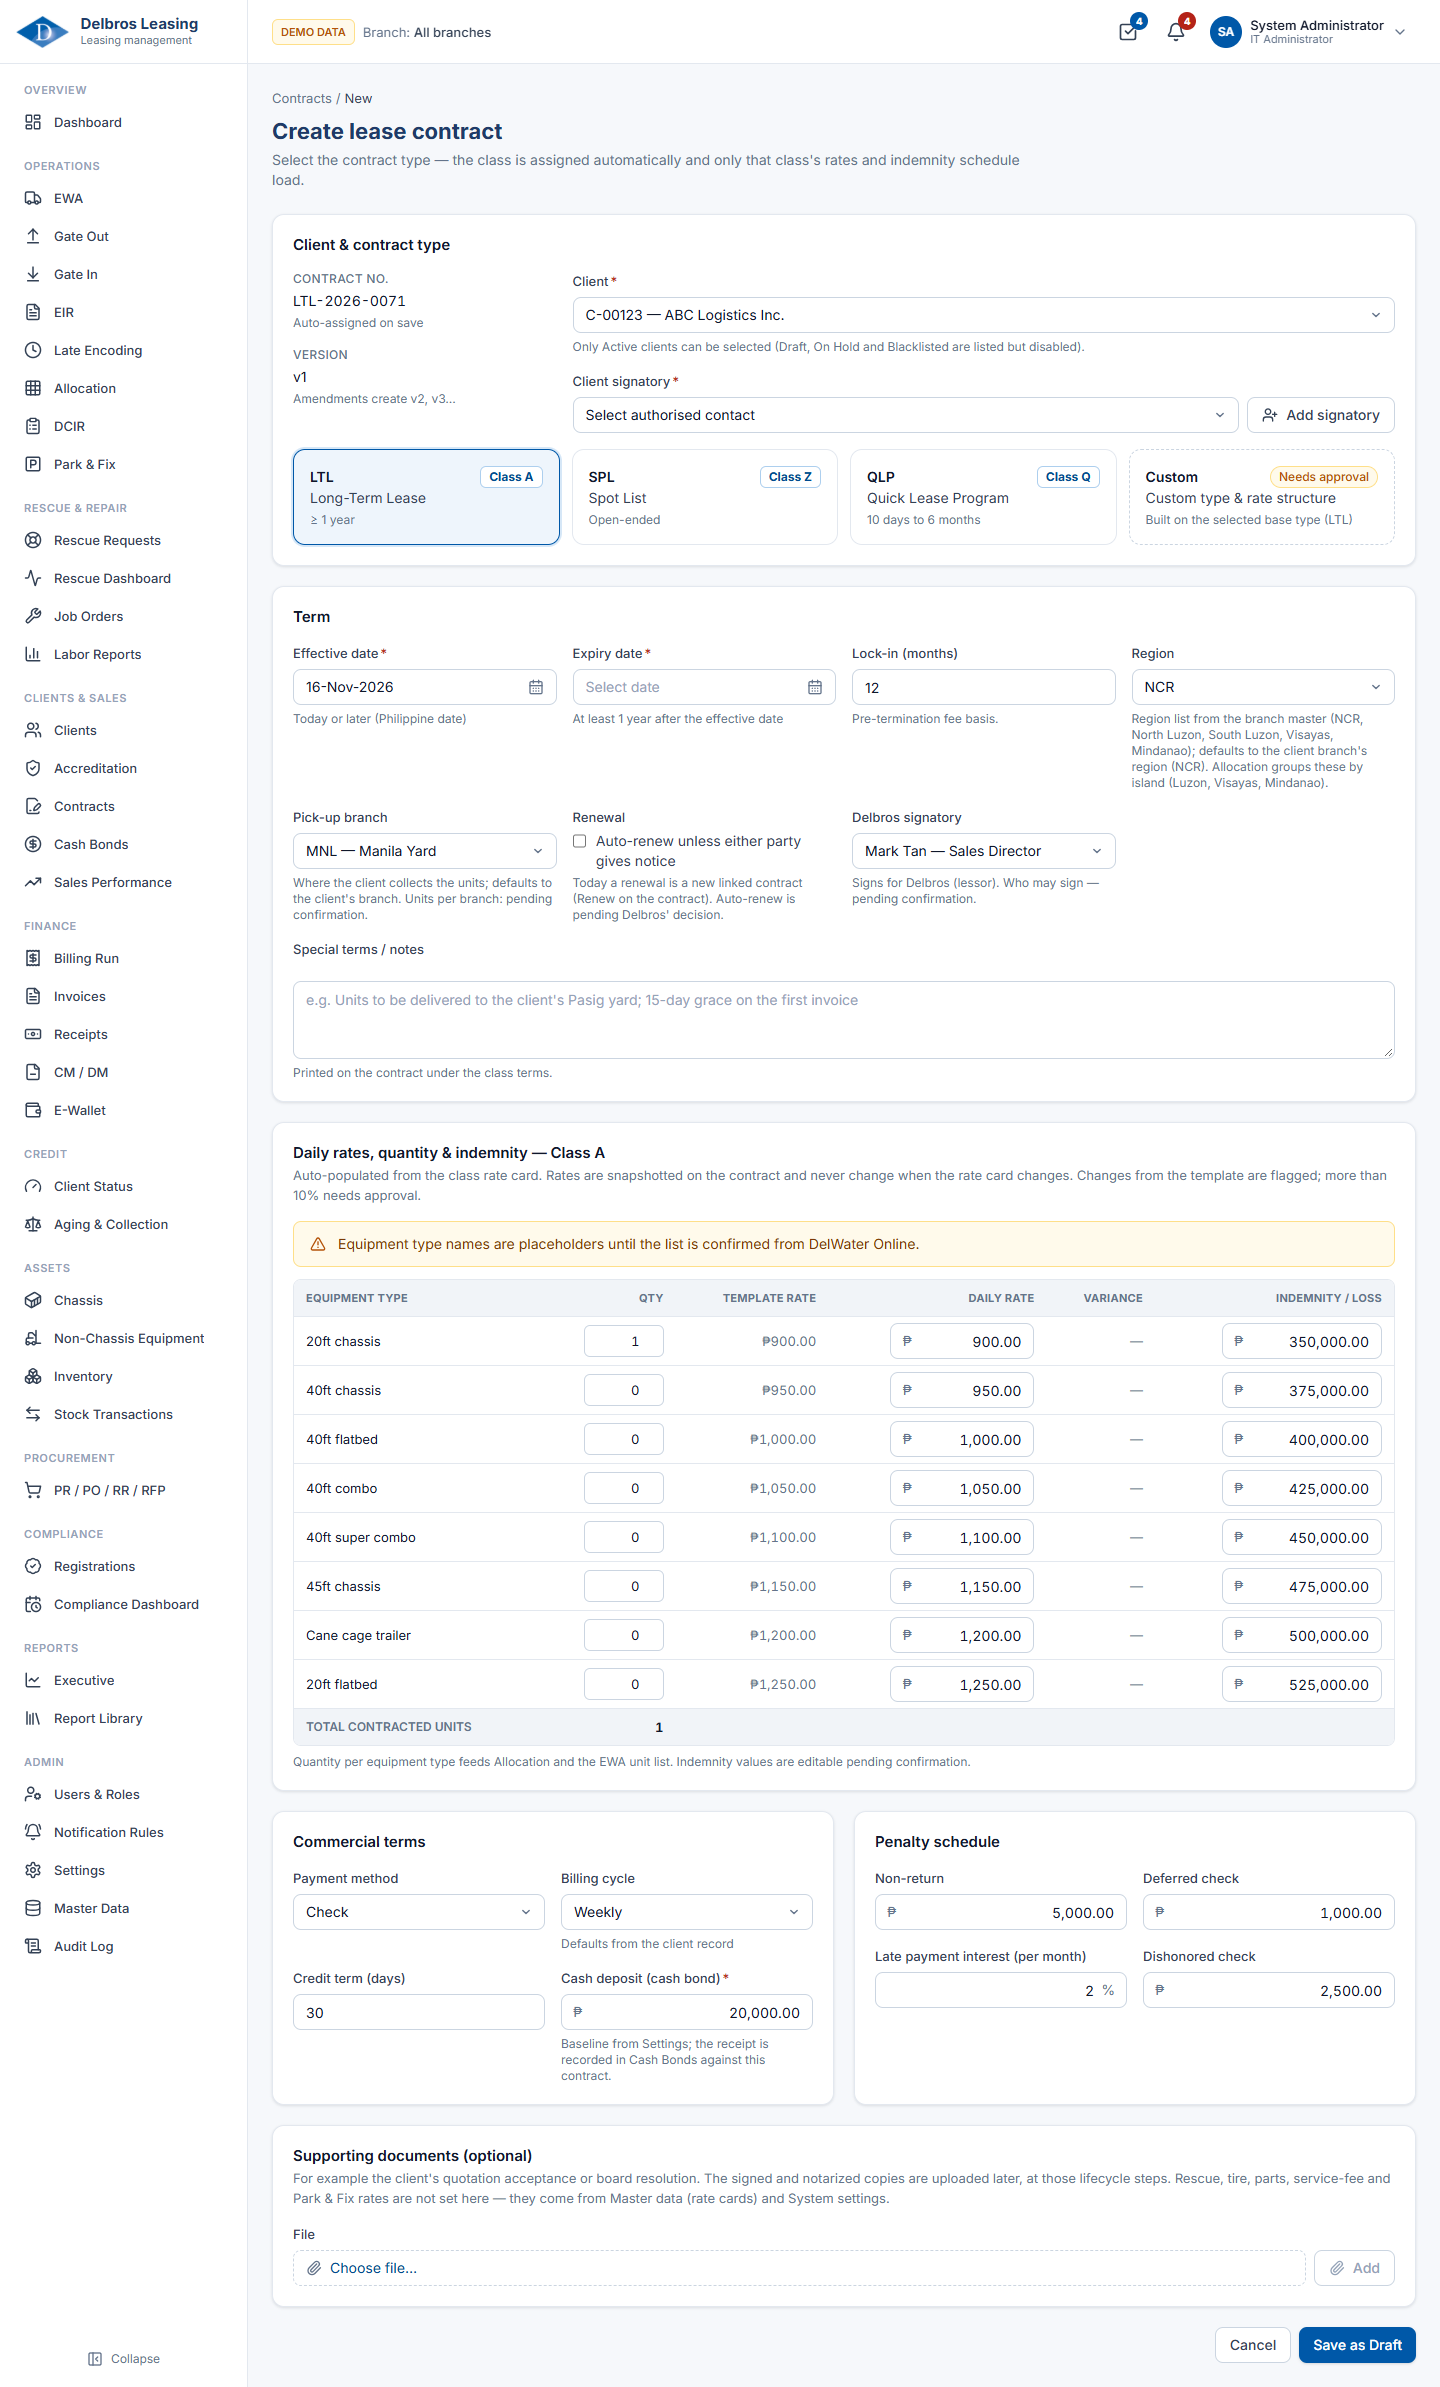 Delbros Leasing
Leasing management
DEMO DATA
Branch: All branches
4
4
SA
System Administrator
IT Administrator
OVERVIEW
Dashboard
OPERATIONS
EWA
Gate Out
Gate In
EIR
Late Encoding
Allocation
DCIR
Park & Fix
RESCUE & REPAIR
Rescue Requests
Rescue Dashboard
Job Orders
Labor Reports
CLIENTS & SALES
Clients
Accreditation
Contracts
Cash Bonds
Sales Performance
FINANCE
Billing Run
Invoices
Receipts
CM / DM
E-Wallet
CREDIT
Client Status
Aging & Collection
ASSETS
Chassis
Non-Chassis Equipment
Inventory
Stock Transactions
PROCUREMENT
PR / PO / RR / RFP
COMPLIANCE
Registrations
Compliance Dashboard
REPORTS
Executive
Report Library
ADMIN
Users & Roles
Notification Rules
Settings
Master Data
Audit Log
Collapse
Contracts / New
Create lease contract
Select the contract type — the class is assigned automatically and only that class's rates and indemnity schedule
load.
Client & contract type
CONTRACT NO.
LTL-2026-0071
Auto-assigned on save
VERSION
v1
Amendments create v2, v3...
Client *
C-00123 — ABC Logistics Inc.
Only Active clients can be selected (Draft, On Hold and Blacklisted are listed but disabled).
Client signatory *
Select authorised contact
Add signatory
LTL
Class A
Long-Term Lease
≥ 1 year
SPL
Class Z
Spot List
Open-ended
QLP
Class Q
Quick Lease Program
10 days to 6 months
Custom
Needs approval
Custom type & rate structure
Built on the selected base type (LTL)
Term
Effective date *
16-Nov-2026
Today or later (Philippine date)
Expiry date *
Select date
At least 1 year after the effective date
Lock-in (months)
12
Pre-termination fee basis.
Region
NCR
Region list from the branch master (NCR,
North Luzon, South Luzon, Visayas,
Mindanao); defaults to the client branch's
region (NCR). Allocation groups these by
island (Luzon, Visayas, Mindanao).
Pick-up branch
MNL — Manila Yard
Where the client collects the units; defaults to
the client's branch. Units per branch: pending
confirmation.
Renewal
Auto-renew unless either party
gives notice
Today a renewal is a new linked contract
(Renew on the contract). Auto-renew is
pending Delbros' decision.
Delbros signatory
Mark Tan — Sales Director
Signs for Delbros (lessor). Who may sign —
pending confirmation.
Special terms / notes
e.g. Units to be delivered to the client's Pasig yard; 15-day grace on the first invoice
Printed on the contract under the class terms.
Daily rates, quantity & indemnity — Class A
Auto-populated from the class rate card. Rates are snapshotted on the contract and never change when the rate card changes. Changes from the template are flagged; more than
10% needs approval.
Equipment type names are placeholders until the list is confirmed from DelWater Online.
EQUIPMENT TYPE QTY TEMPLATE RATE DAILY RATE VARIANCE INDEMNITY / LOSS
20ft chassis 1 ₱900.00 ₱ 900.00 — ₱ 350,000.00
40ft chassis 0 ₱950.00 ₱ 950.00 — ₱ 375,000.00
40ft flatbed 0 ₱1,000.00 ₱ 1,000.00 — ₱ 400,000.00
40ft combo 0 ₱1,050.00 ₱ 1,050.00 — ₱ 425,000.00
40ft super combo 0 ₱1,100.00 ₱ 1,100.00 — ₱ 450,000.00
45ft chassis 0 ₱1,150.00 ₱ 1,150.00 — ₱ 475,000.00
Cane cage trailer 0 ₱1,200.00 ₱ 1,200.00 — ₱ 500,000.00
20ft flatbed 0 ₱1,250.00 ₱ 1,250.00 — ₱ 525,000.00
TOTAL CONTRACTED UNITS 1
Quantity per equipment type feeds Allocation and the EWA unit list. Indemnity values are editable pending confirmation.
Commercial terms
Payment method
Check
Billing cycle
Weekly
Defaults from the client record
Credit term (days)
30
Cash deposit (cash bond) *
₱ 20,000.00
Baseline from Settings; the receipt is
recorded in Cash Bonds against this
contract.
Penalty schedule
Non-return
₱ 5,000.00
Deferred check
₱ 1,000.00
Late payment interest (per month)
2 %
Dishonored check
₱ 2,500.00
Supporting documents (optional)
For example the client's quotation acceptance or board resolution. The signed and notarized copies are uploaded later, at those lifecycle steps. Rescue, tire, parts, service-fee and
Park & Fix rates are not set here — they come from Master data (rate cards) and System settings.
File
Choose file...
Add
Cancel
Save as Draft